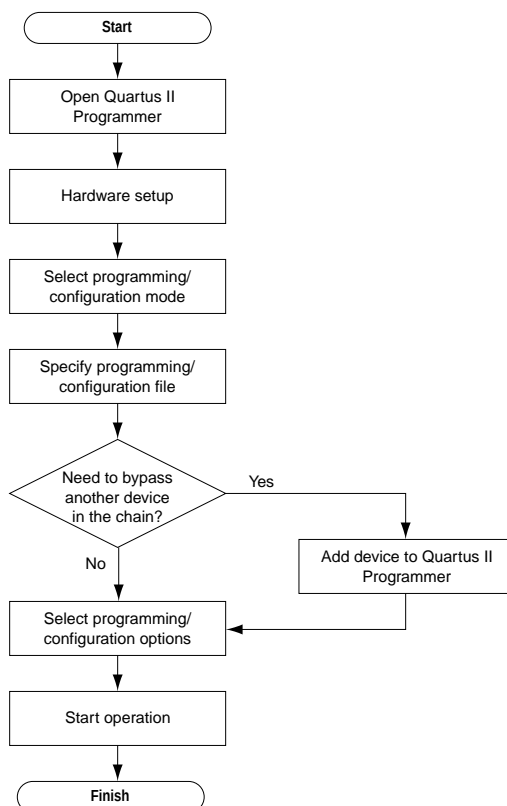 Start
Open Quartus II
Programmer
Hardware setup
Select programming/
configuration mode
Specify programming/
configuration file
Need to bypass
another device
in the chain?
Yes
No
Add device to Quartus II
Programmer
Select programming/
configuration options
Start operation
Finish